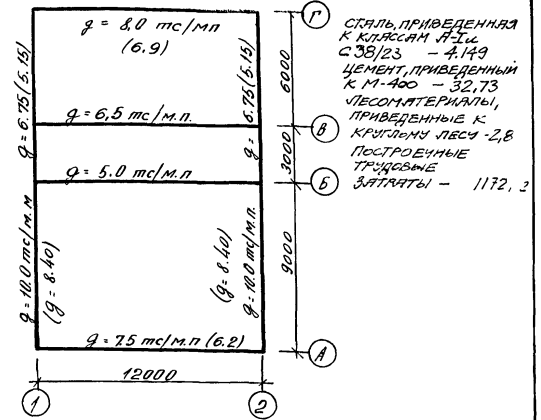 g = 8,0 тс/мп
(6.9)
g = 6.75 (5.15)
g = 6.75 (5.15)
g = 6,5 тс/м.п.
g = 5.0 тс/м.п
g = 10.0 тс/м.м
(g = 8.40)
(g = 8.40)
g = 10.0 тс/м.п.
g = 7.5 тс/м.п (6.2)
12000
1
2
6000
3000
9000
Г
В
Б
А
СТАЛЬ, ПРИВЕДЕННАЯ
К КЛАССАМ А-I и
С38/23 - 4.149
ЦЕМЕНТ, ПРИВЕДЕННЫЙ
К М-400 - 32,73
ЛЕСОМАТЕРИАЛЫ,
ПРИВЕДЕННЫЕ К
КРУГЛОМУ ЛЕСУ -2,8
ПОСТРОЕЧНЫЕ
ТРУДОВЫЕ
ЗАТРАТЫ - 1172,2